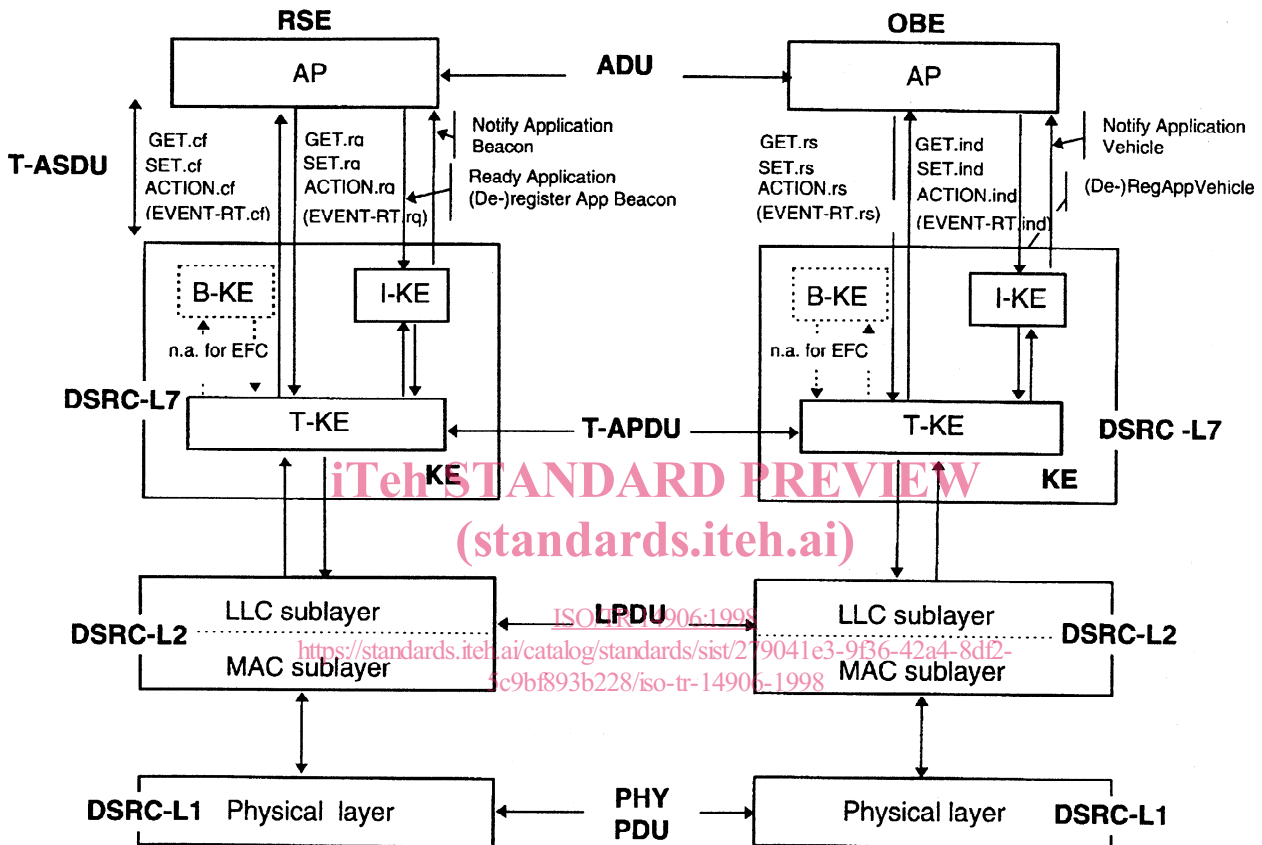 RSE
OBE
AP
ADU
AP
T-ASDU
GET.cf
SET.cf
ACTION.cf
(EVENT-RT.cf)
GET.rq
SET.rq
ACTION.rq
(EVENT-RT.rq)
Notify Application
Beacon
Ready Application
(De-)register App Beacon
GET.rs
SET.rs
ACTION.rs
(EVENT-RT.rs)
GET.ind
SET.ind
ACTION.ind
(EVENT-RT.ind)
Notify Application
Vehicle
(De-)RegAppVehicle
B-KE
I-KE
n.a. for EFC
DSRC-L7
T-KE
KE
T-APDU
B-KE
I-KE
n.a. for EFC
T-KE
DSRC -L7
KE
iTeh STANDARD PREVIEW
(standards.iteh.ai)
LLC sublayer
DSRC-L2
MAC sublayer
LPDU
ISO/TR 14906:1998
https://standards.iteh.ai/catalog/standards/sist/279041e3-9f36-42a4-8df2-
5c9bf893b228/iso-tr-14906-1998
LLC sublayer
DSRC-L2
MAC sublayer
DSRC-L1
Physical layer
PHY
PDU
Physical layer
DSRC-L1